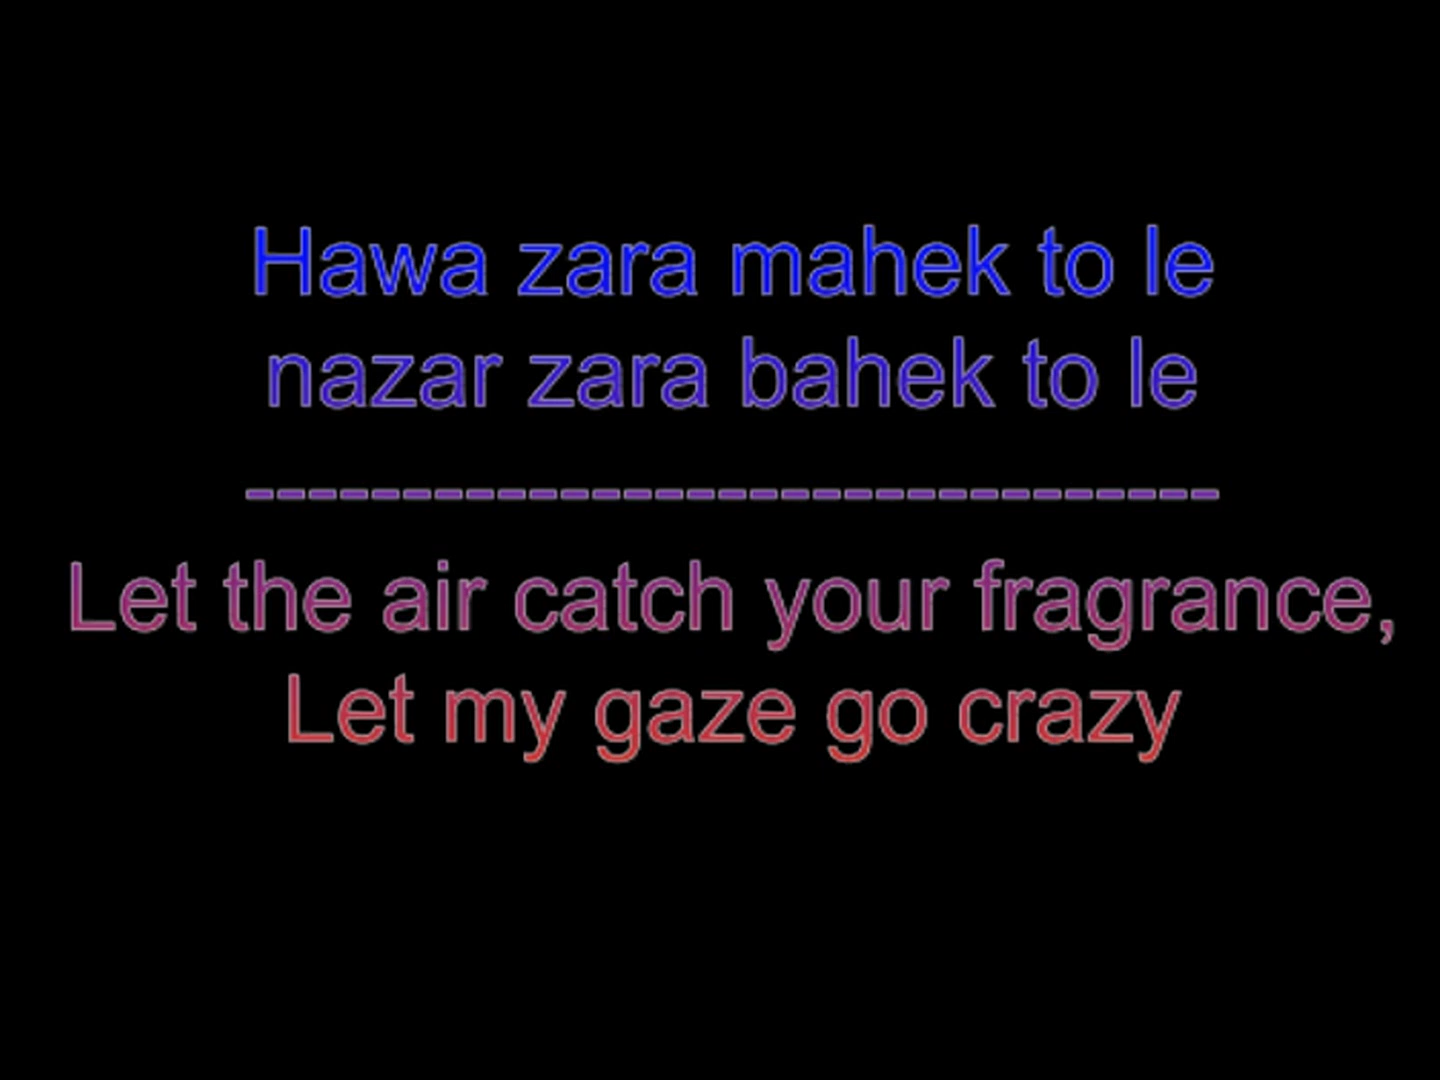 Hawa zara mahek to le
nazar zara bahek to le
-------------------------------
Let the air catch your fragrance,
Let my gaze go crazy